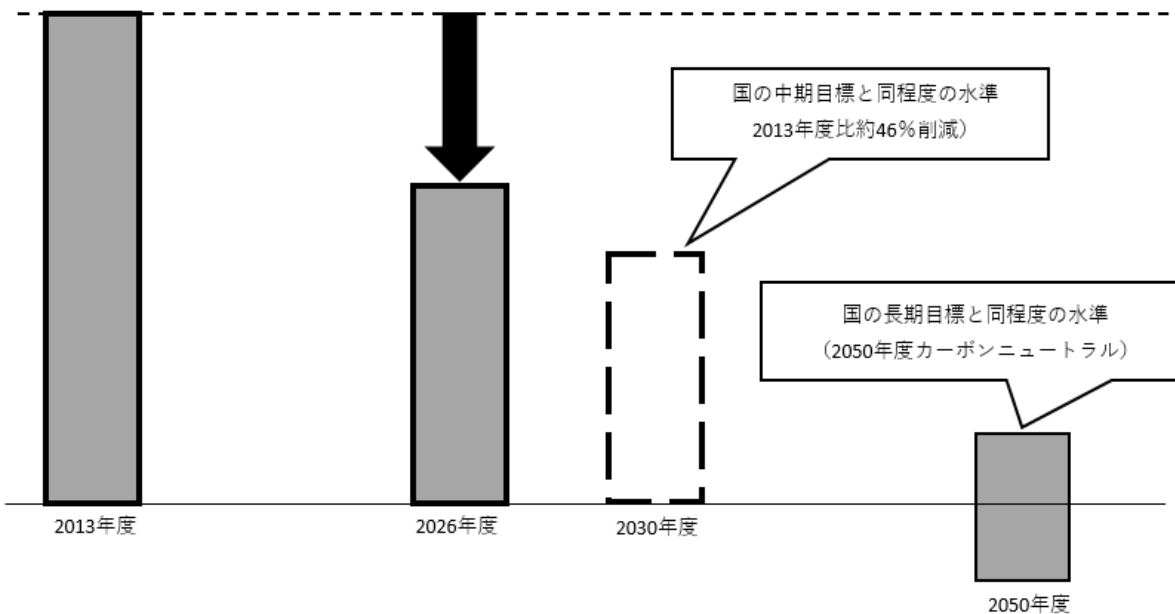 国の中期目標と同程度の水準
2013年度比約46%削減)
国の長期目標と同程度の水準
(2050年度カーボンニュートラル)
2013年度
2026年度
2030年度
2050年度